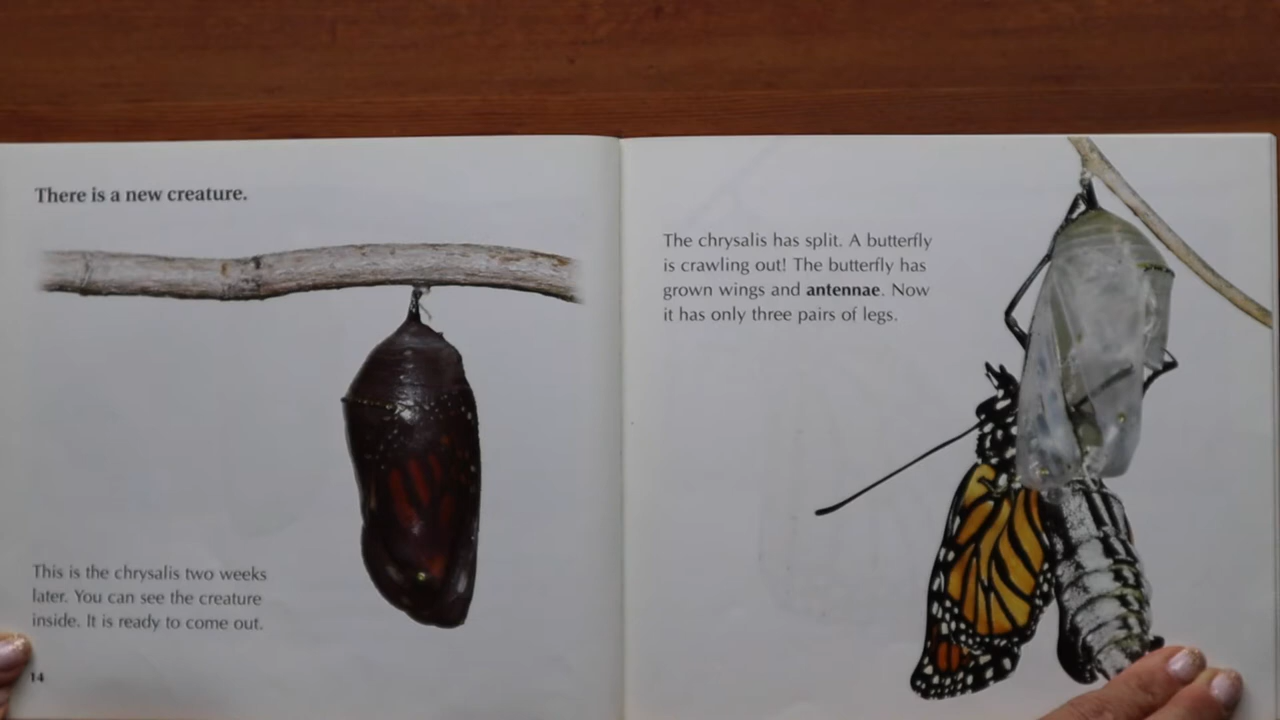 There is a new creature.
This is the chrysalis two weeks
later. You can see the creature
inside. It is ready to come out.
14
The chrysalis has split. A butterfly
is crawling out! The butterfly has
grown wings and antennae. Now
it has only three pairs of legs.